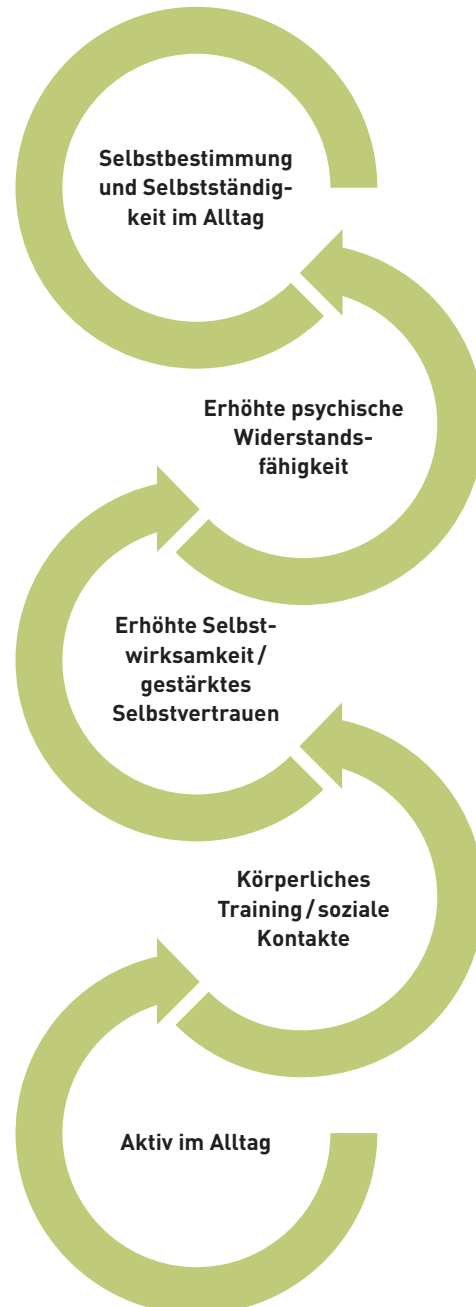 Selbstbestimmung
und Selbstständig-
keit im Alltag
Erhöhte psychische
Widerstands-
fähigkeit
Erhöhte Selbst-
wirksamkeit /
gestärktes
Selbstvertrauen
Körperliches
Training / soziale
Kontakte
Aktiv im Alltag